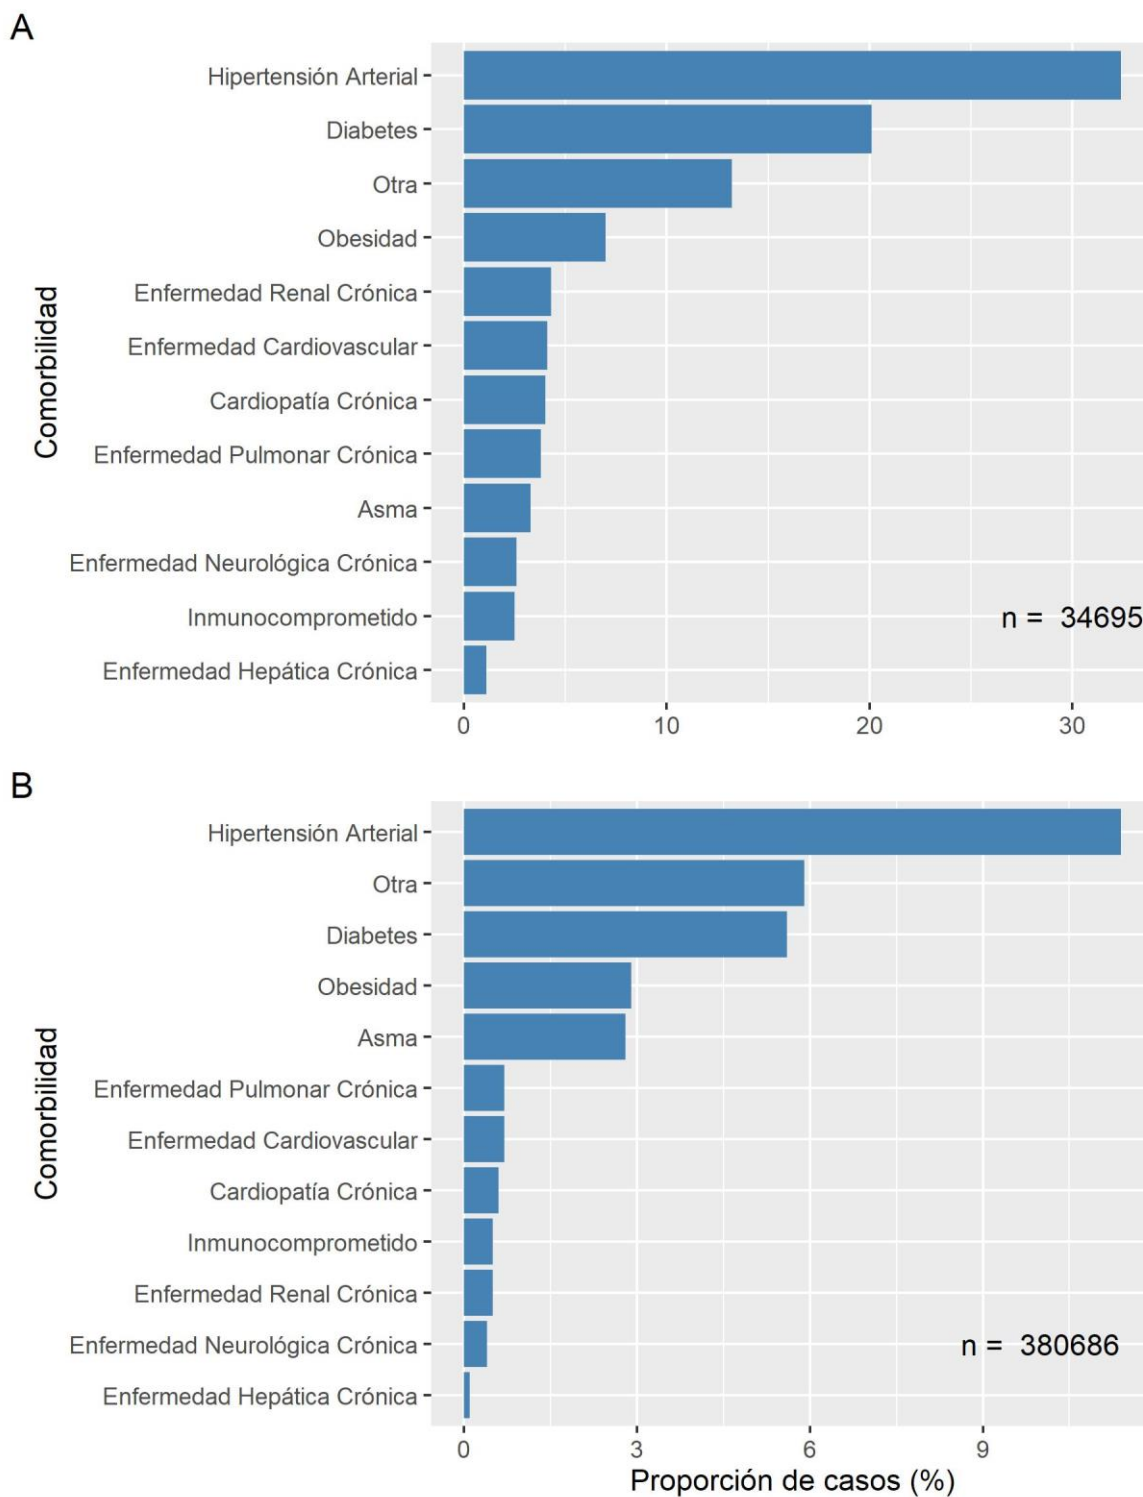 A
Hipertensión Arterial
Diabetes
Otra
Obesidad
Enfermedad Renal Crónica
Enfermedad Cardiovascular
Cardiopatía Crónica
Enfermedad Pulmonar Crónica
Asma
Enfermedad Neurológica Crónica
Inmunocomprometido
Enfermedad Hepática Crónica
Comorbilidad
n = 34695
0 10 20 30
B
Hipertensión Arterial
Otra
Diabetes
Obesidad
Asma
Enfermedad Pulmonar Crónica
Enfermedad Cardiovascular
Cardiopatía Crónica
Inmunocomprometido
Enfermedad Renal Crónica
Enfermedad Neurológica Crónica
Enfermedad Hepática Crónica
Comorbilidad
n = 380686
0 3 6 9
Proporción de casos (%)